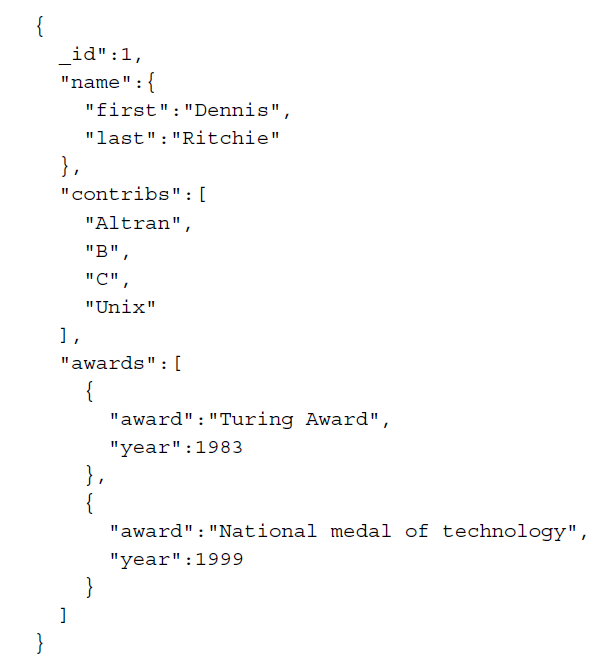 {
_id":1,
"name":{
"first":"Dennis",
"last":"Ritchie"
},
"contribs":[
"Altran",
"B",
"C",
"Unix"
],
"awards":[
{
"award":"Turing Award",
"year":1983
},
{
"award":"National medal of technology",
"year":1999
}
]
}